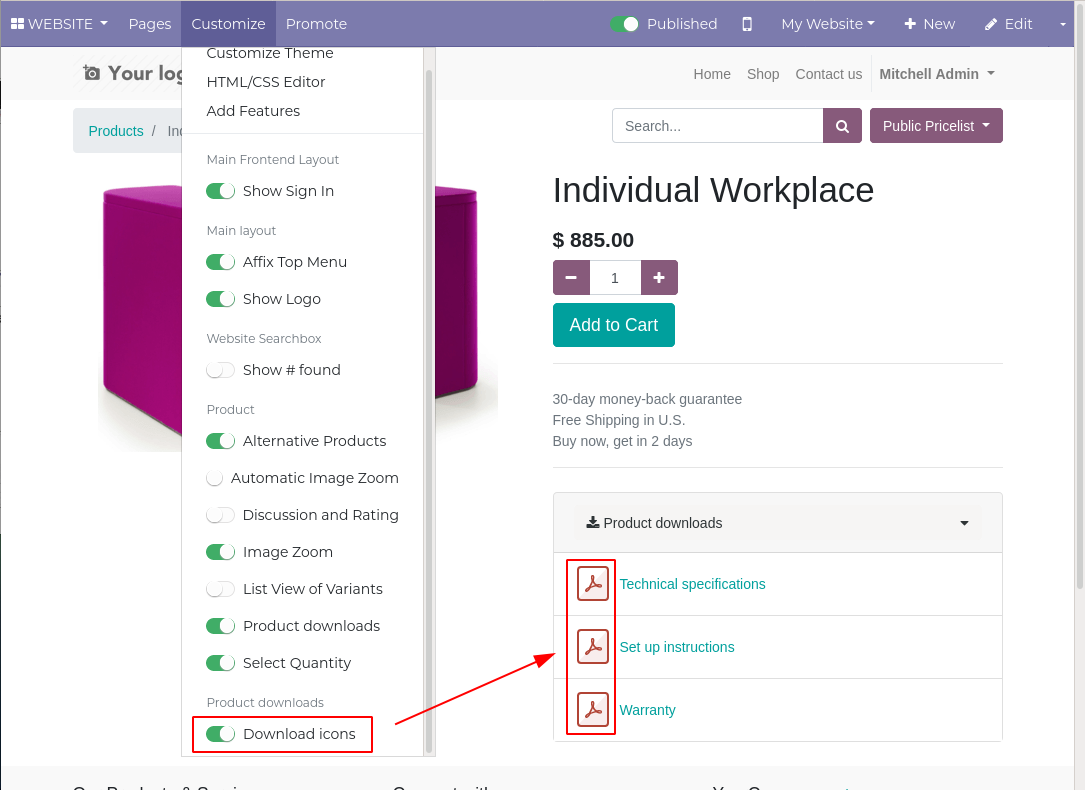 WEBSITE Pages Customize Promote Published My Website New Edit
Customize Theme
HTML/CSS Editor
Add Features
Main Frontend Layout
Show Sign In
Main layout
Affix Top Menu
Show Logo
Website Searchbox
Show # found
Product
Alternative Products
Automatic Image Zoom
Discussion and Rating
Image Zoom
List View of Variants
Product downloads
Select Quantity
Product downloads
Download icons
Your
Home Shop Contact us Mitchell Admin
Products /
Search...
Public Pricelist
Individual Workplace
$ 885.00
1
Add to Cart
30-day money-back guarantee
Free Shipping in U.S.
Buy now, get in 2 days
Product downloads
Technical specifications
Set up instructions
Warranty